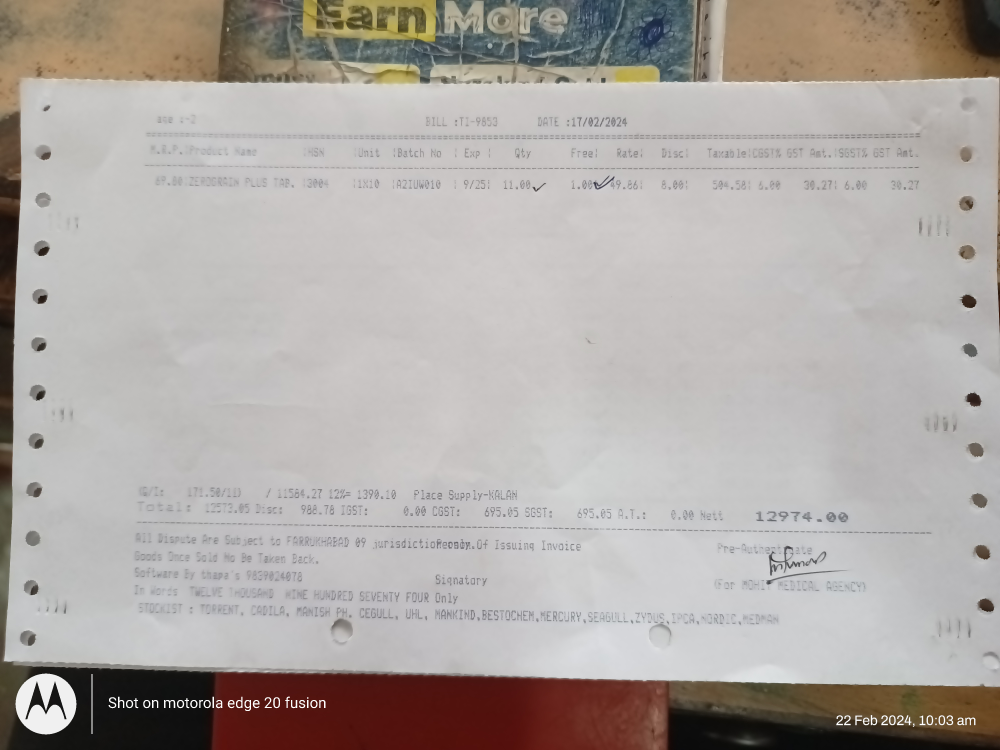 Earn More
BILL :TI-9853 DATE :17/02/2024
M.R.P. Product Name HSN Unit Batch No Exp Qty Free Rate Disc Taxable CGST% GST Amt. SGST% GST Amt.
69.80 ZEROGRAIN PLUS TAB. 3004 1X10 A2IUW010 9/25 11.00 1.00 49.86 8.00 504.58 6.00 30.27 6.00 30.27
/ 11584.27 12%= 1390.10 Place Supply-KALAN
Total: 12573.05 Disc: 988.78 IGST: 0.00 CGST: 695.05 SGST: 695.05 A.T.: 0.00 Nett 12974.00
All Dispute Are Subject to FARRUKHABAD 09 jurisdiction Of Issuing Invoice
Pre-Authenticate
Goods Once Sold No Be Taken Back.
Software By thapa's 9839024078 Signatory
(For MOHIT MEDICAL AGENCY)
In Words TWELVE THOUSAND NINE HUNDRED SEVENTY FOUR Only
STOCKIST : TORRENT, CADILA, MANISH PH. CEGULL, UHL, MANKIND,BESTOCHEM,MERCURY,SEAGULL,ZYDUS,IPCA,NORDIC,MEDMAN
Shot on motorola edge 20 fusion
22 Feb 2024, 10:03 am